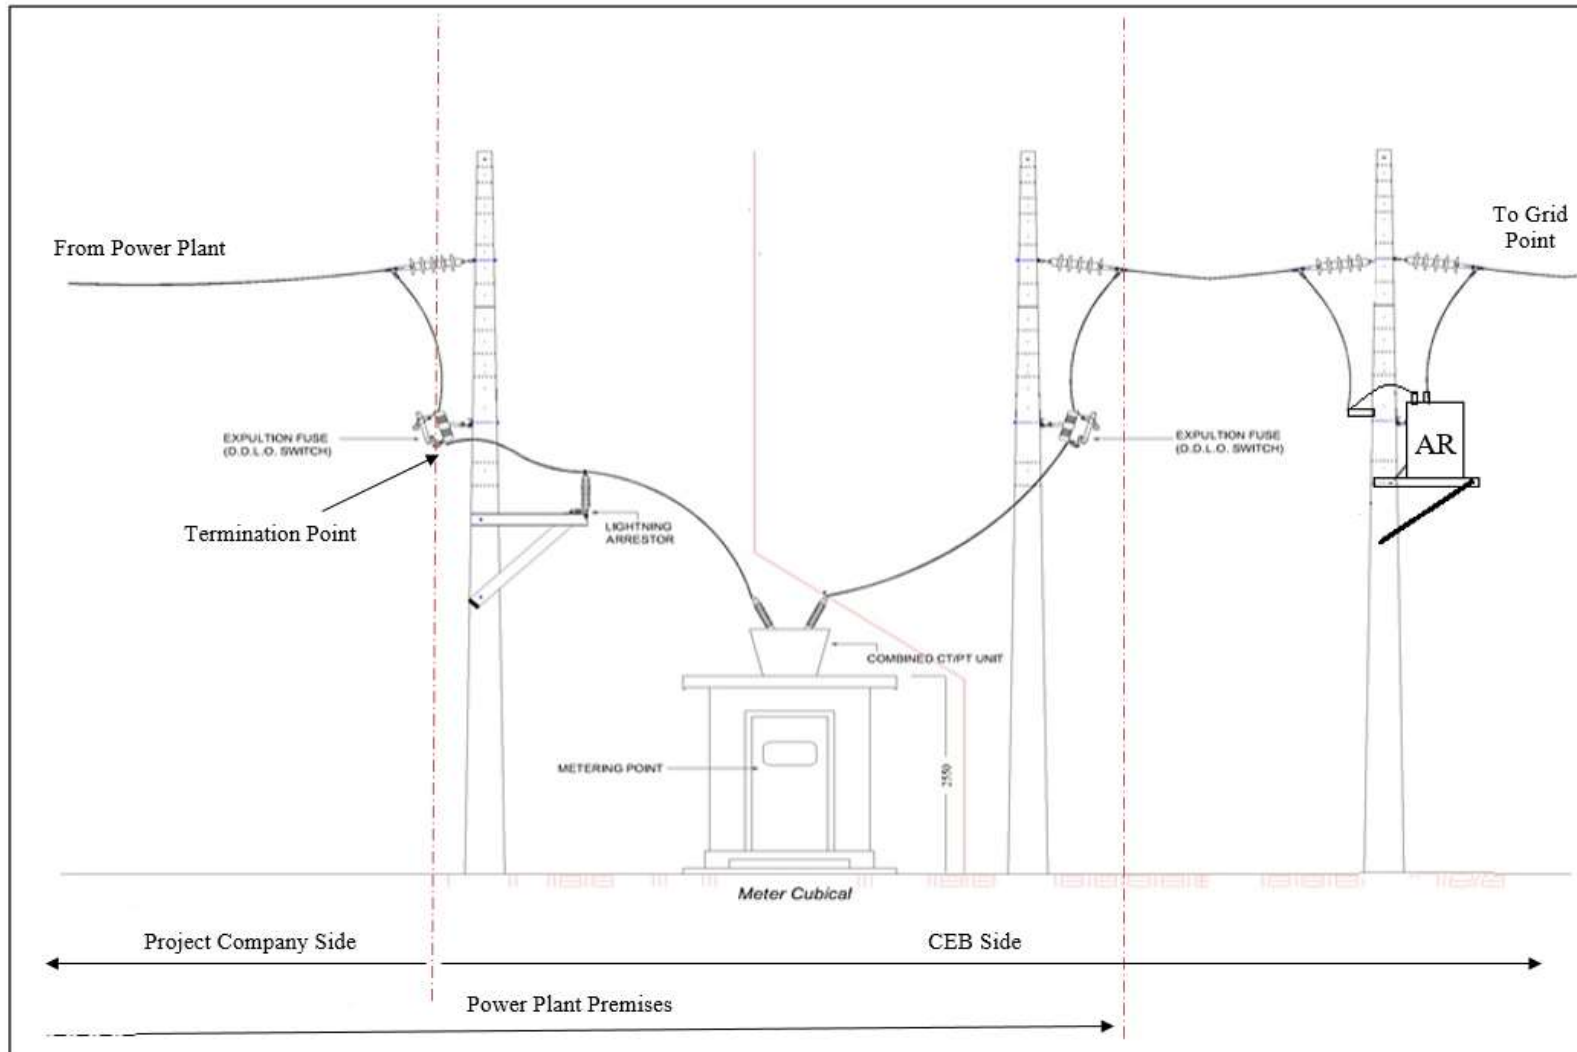 From Power Plant
To Grid
Point
EXPULTION FUSE
(D.D.L.O. SWITCH)
EXPULTION FUSE
(D.D.L.O. SWITCH)
AR
Termination Point
LIGHTNING
ARRESTOR
COMBINED CT/PT UNIT
METERING POINT
2550
Meter Cubical
Project Company Side
CEB Side
Power Plant Premises